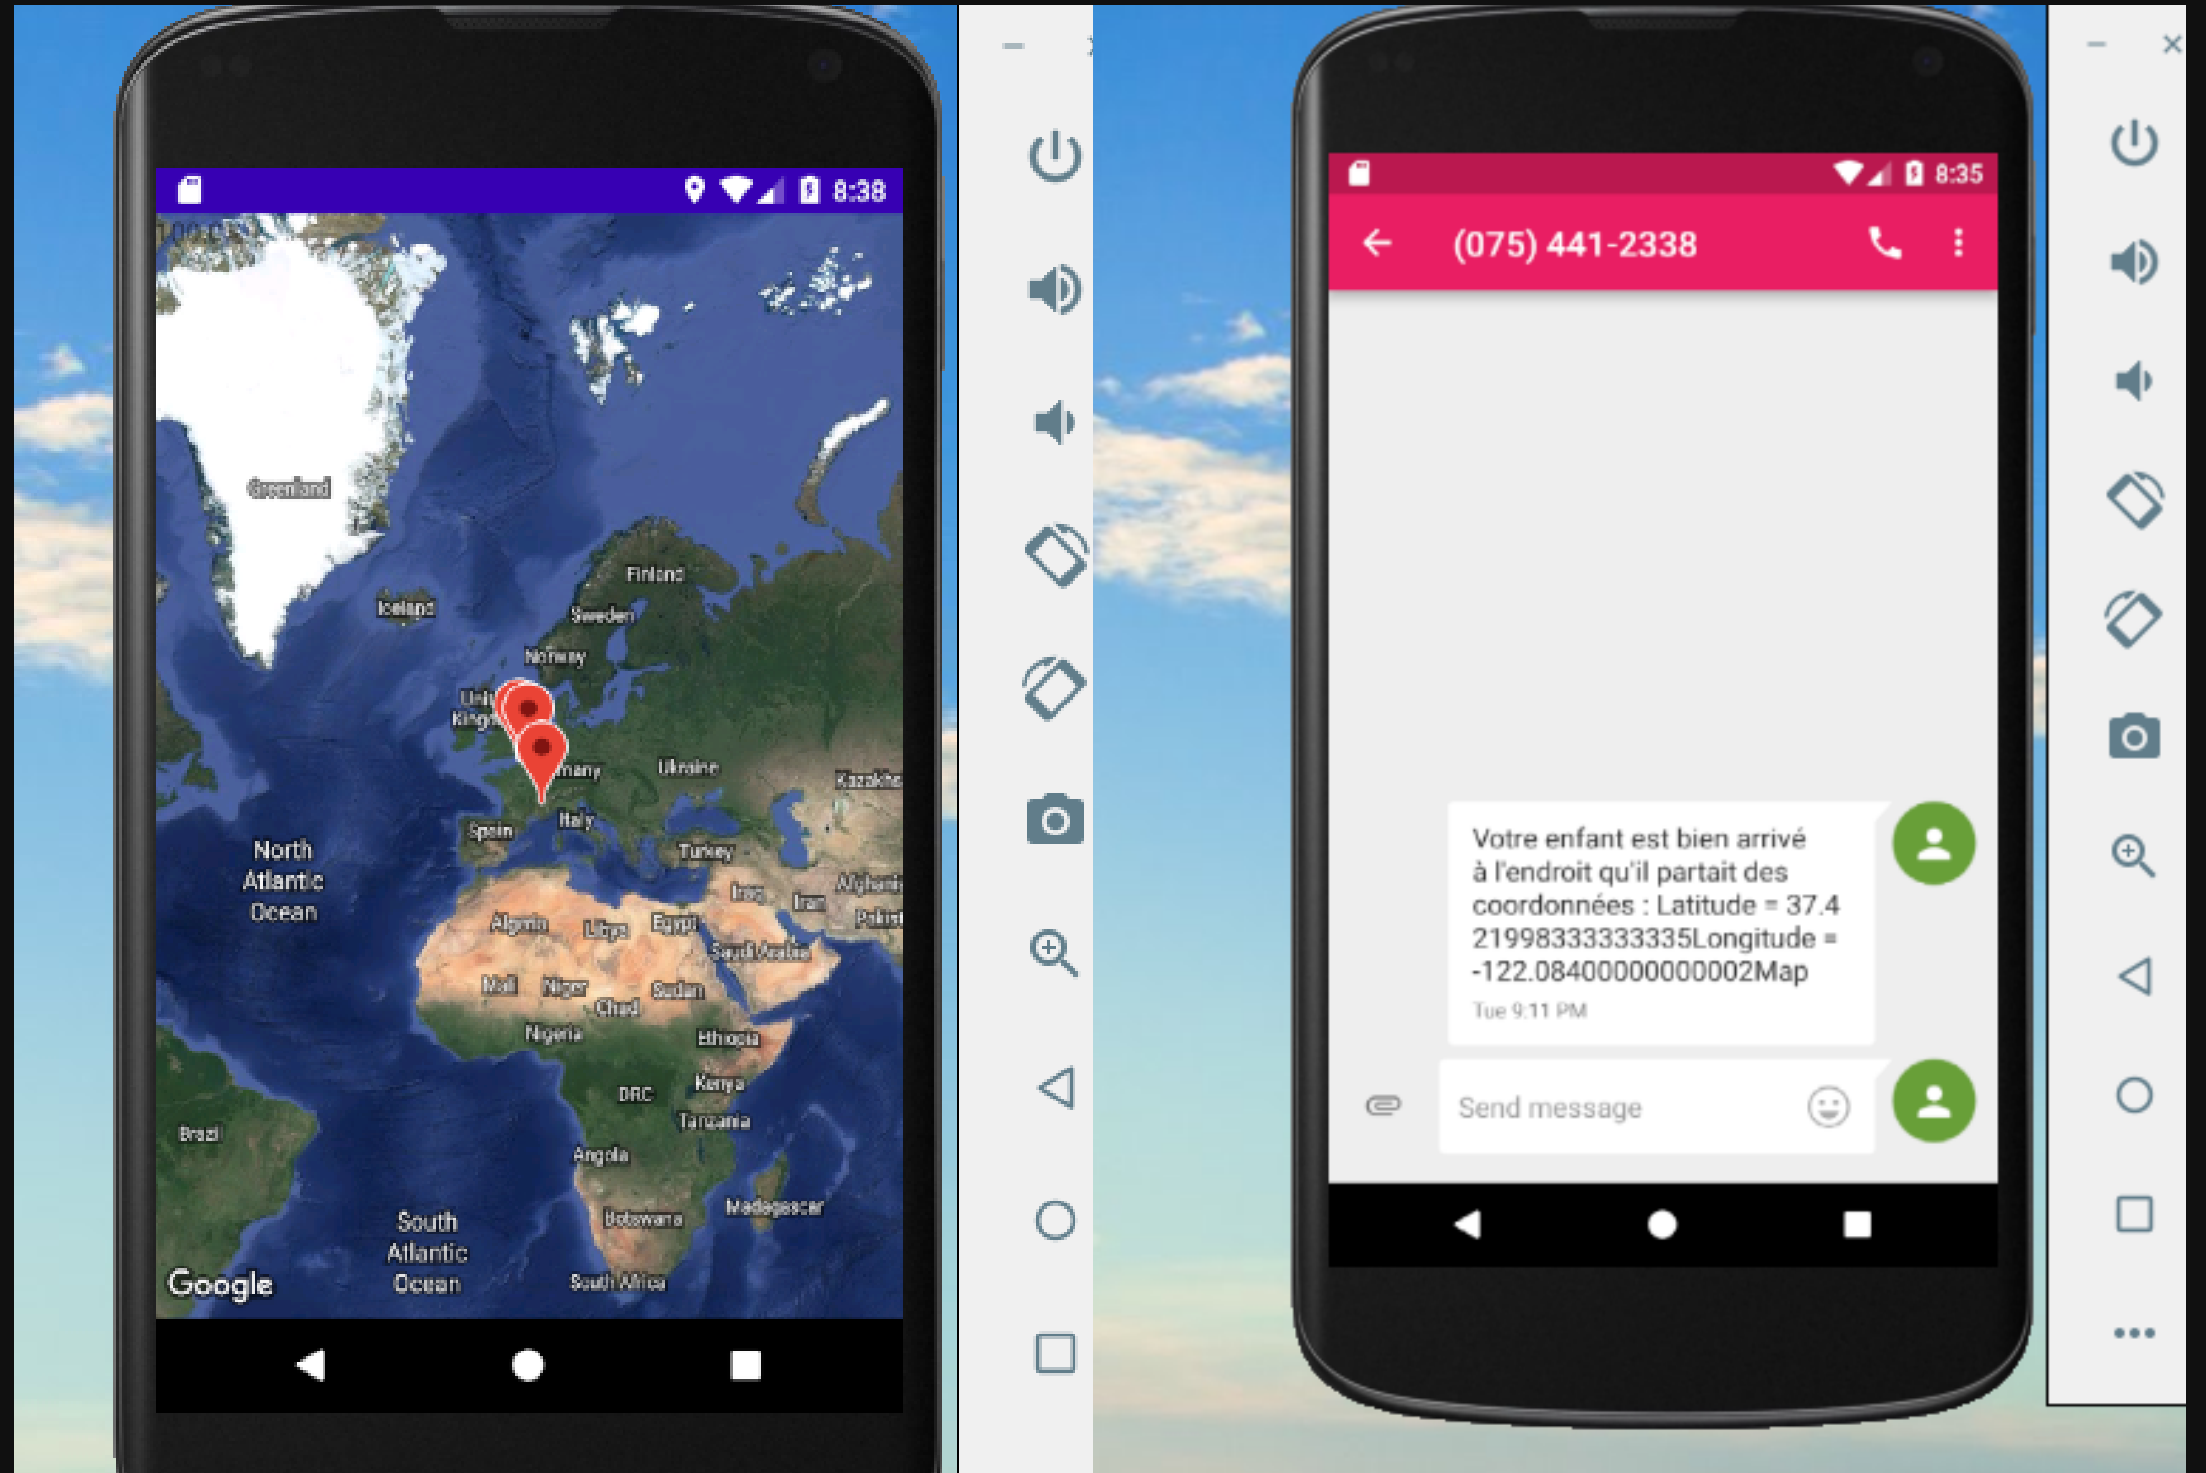 8:38
Greenland
Finland
Iceland
Sweden
Norway
Ukraine
Spain
Italy
Turkey
North
Atlantic
Ocean
Iraq
Iran
Libya
Egypt
Saudi Arabia
Mali
Niger
Sudan
Chad
Nigeria
Ethiopia
DRC
Kenya
Tanzania
Brazil
Angola
Botswana
Madagascar
South
Atlantic
Ocean
South Africa
Google
8:35
(075) 441-2338
Votre enfant est bien arrivé
à l'endroit qu'il partait des
coordonnées : Latitude = 37.4
21998333333335Longitude =
-122.08400000000002Map
Tue 9:11 PM
Send message